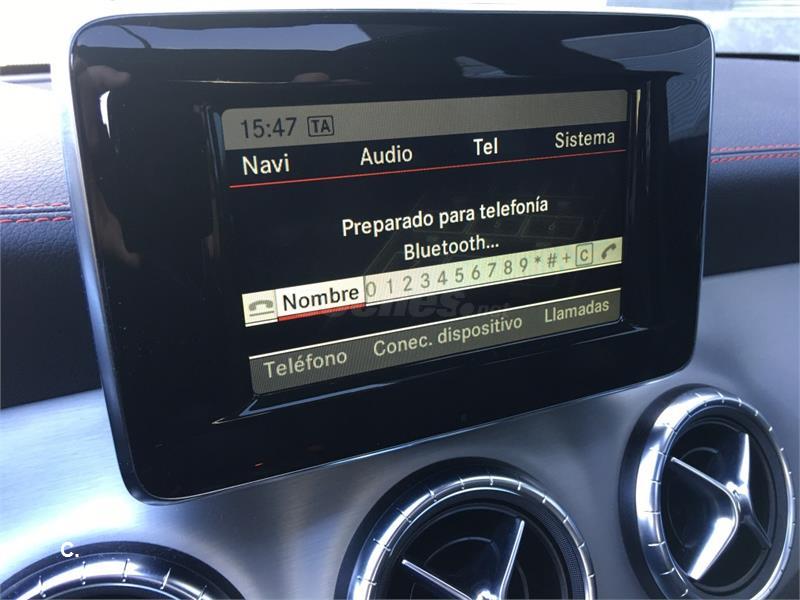 15:47 TA
Navi Audio Tel Sistema
Preparado para telefonía
Bluetooth...
Nombre 0 1 2 3 4 5 6 7 8 9 * # + C
Teléfono Conec. dispositivo Llamadas
C.